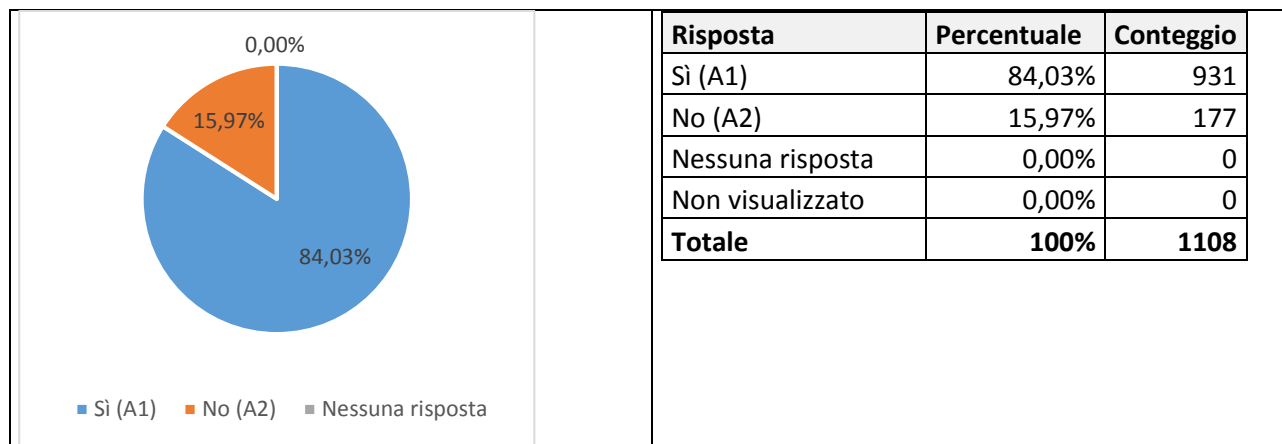 0,00%
15,97%
84,03%
Sì (A1) No (A2) Nessuna risposta
Risposta Percentuale Conteggio
Sì (A1) 84,03% 931
No (A2) 15,97% 177
Nessuna risposta 0,00% 0
Non visualizzato 0,00% 0
Totale 100% 1108